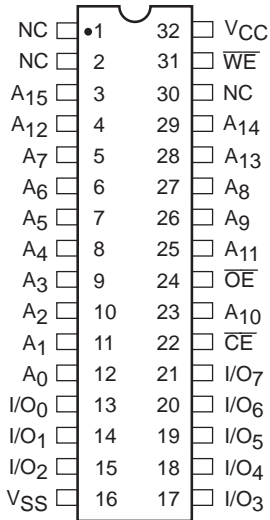 NC 1 32 VCC
NC 2 31 WE
A15 3 30 NC
A12 4 29 A14
A7 5 28 A13
A6 6 27 A8
A5 7 26 A9
A4 8 25 A11
A3 9 24 OE
A2 10 23 A10
A1 11 22 CE
A0 12 21 I/O7
I/O0 13 20 I/O6
I/O1 14 19 I/O5
I/O2 15 18 I/O4
VSS 16 17 I/O3